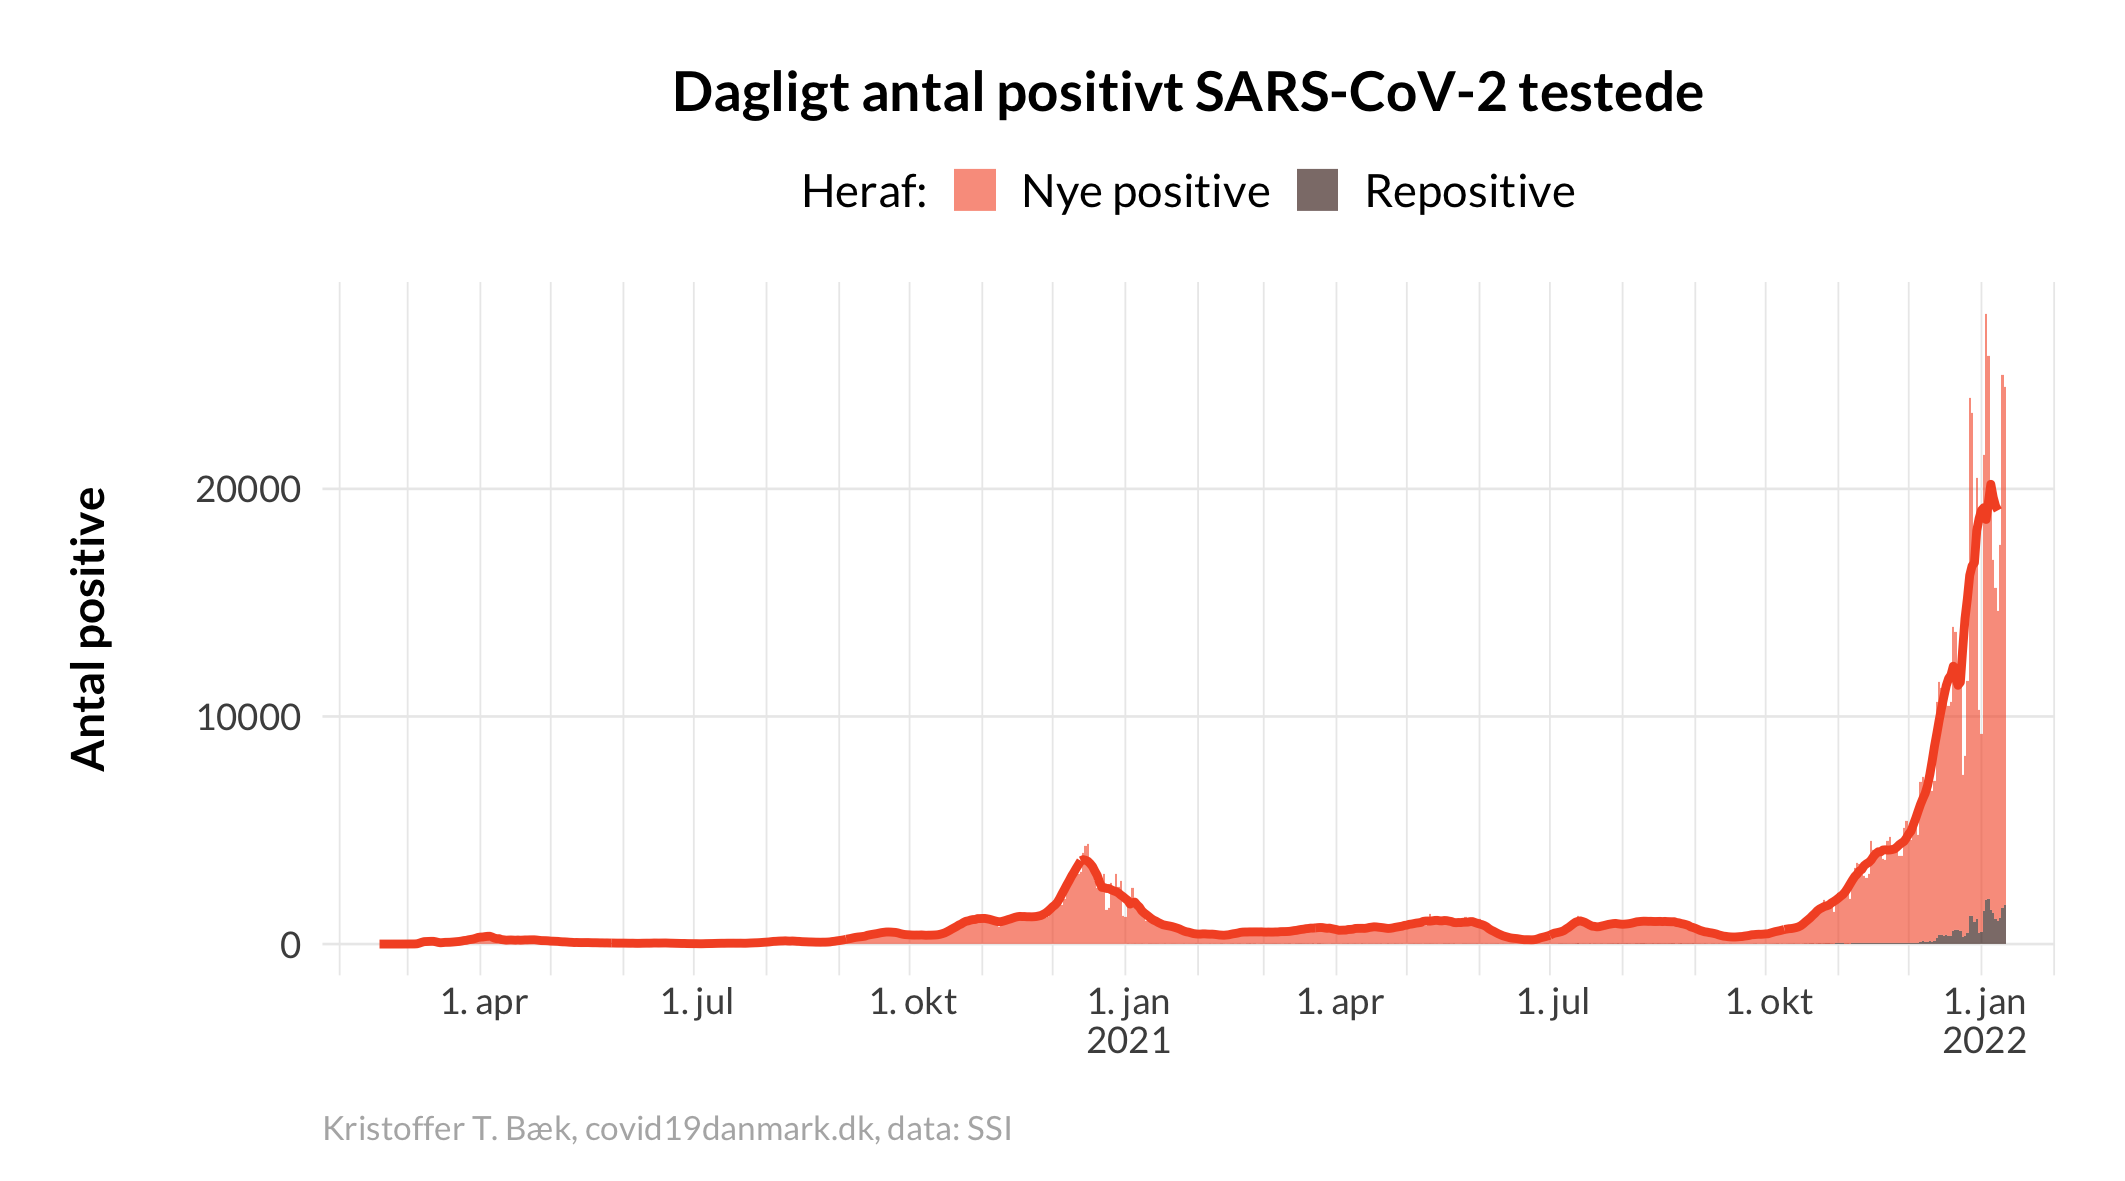 Dagligt antal positivt SARS-CoV-2 testede
Heraf: Nye positive Repositive
Antal positive
20000
10000
0
1. apr 1. jul 1. okt 1. jan 1. apr 1. jul 1. okt 1. jan
2021 2022
Kristoffer T. Bæk, covid19danmark.dk, data: SSI